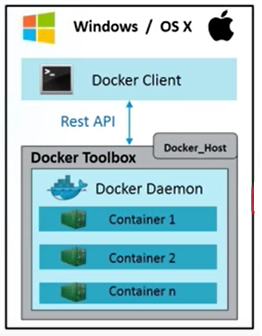 Windows / OS X
Docker Client
Rest API
Docker_Host
Docker Toolbox
Docker Daemon
Container 1
Container 2
Container n